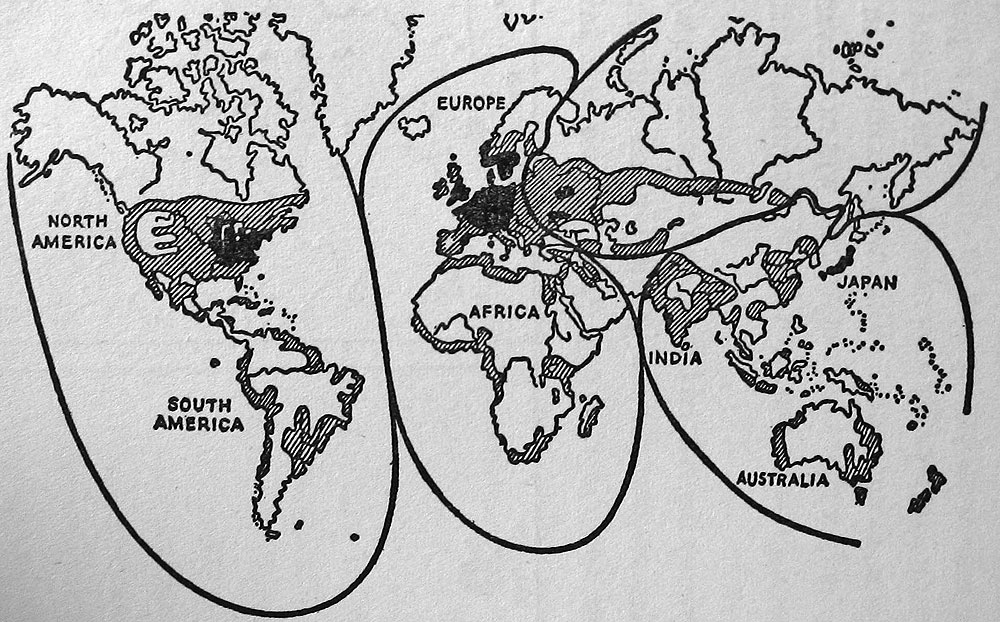 EUROPE
NORTH
AMERICA
JAPAN
AFRICA
INDIA
SOUTH
AMERICA
AUSTRALIA